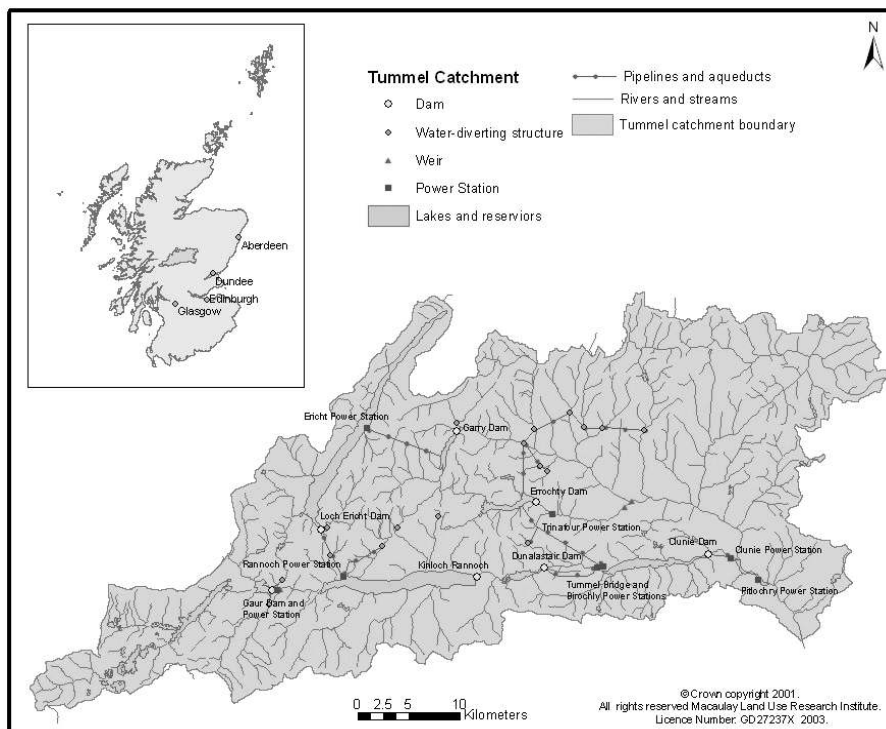 N
Tummel Catchment
Dam
Water-diverting structure
Weir
Power Station
Lakes and reserviors
Pipelines and aqueducts
Rivers and streams
Tummel catchment boundary
Aberdeen
Dundee
Edinburgh
Glasgow
Ericht Power Station
Garry Dam
Errochty Dam
Loch Ericht Dam
Trinafour Power Station
Clunie Dam
Clunie Power Station
Rannoch Power Station
Kinloch Rannoch
Dunalastair Dam
Gaur Dam and
Power Station
Tummel Bridge and
Errochty Power Stations
Pitlochry Power Station
0 2.5 5 10
Kilometers
©Crown copyright 2001.
All rights reserved Macaulay Land Use Research Institute.
Licence Number: GD27237X 2003.